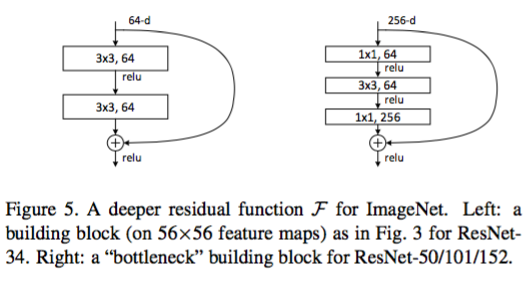 64-d
3x3, 64
relu
3x3, 64
+
relu
256-d
1x1, 64
relu
3x3, 64
relu
1x1, 256
+
relu
Figure 5. A deeper residual function F for ImageNet. Left: a
building block (on 56×56 feature maps) as in Fig. 3 for ResNet-
34. Right: a “bottleneck” building block for ResNet-50/101/152.